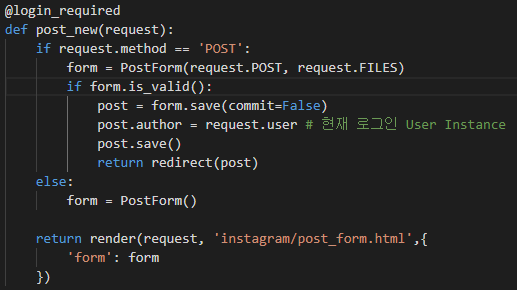 @login_required
def post_new(request):
    if request.method == 'POST':
        form = PostForm(request.POST, request.FILES)
        if form.is_valid():
            post = form.save(commit=False)
            post.author = request.user # 현재 로그인 User Instance
            post.save()
            return redirect(post)
    else:
        form = PostForm()

    return render(request, 'instagram/post_form.html',{
        'form': form
    })